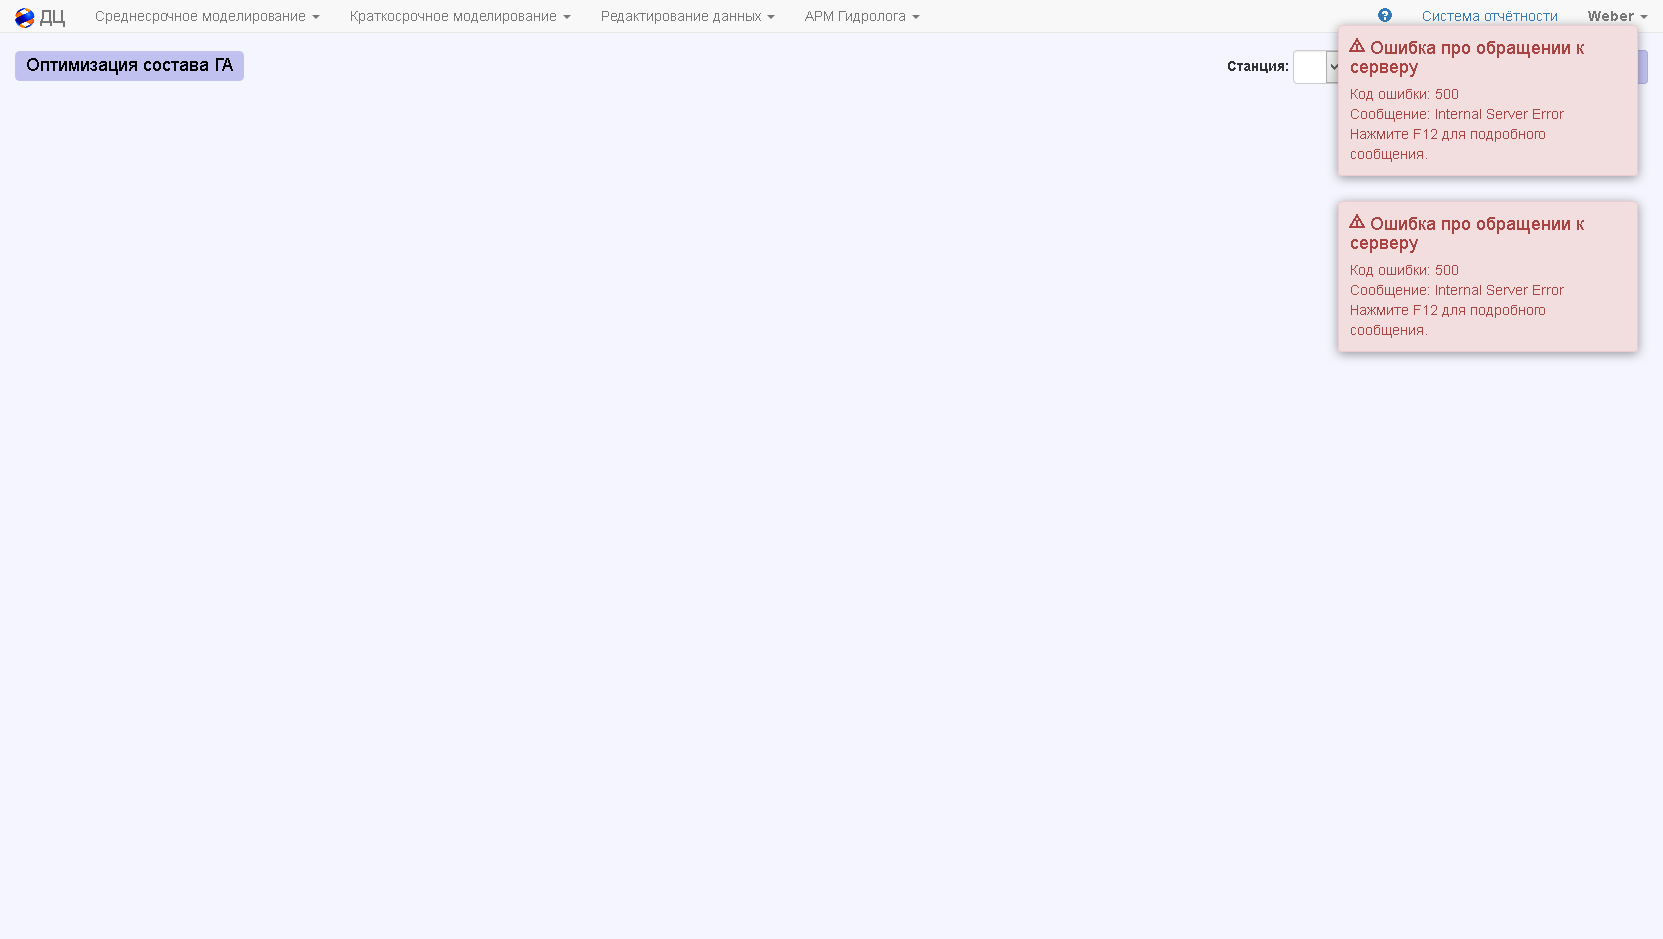 ДЦ Среднесрочное моделирование Краткосрочное моделирование Редактирование данных АРМ Гидролога Система отчётности Weber
Оптимизация состава ГА
Станция:
Ошибка про обращении к
серверу
Код ошибки: 500
Сообщение: Internal Server Error
Нажмите F12 для подробного
сообщения.
Ошибка про обращении к
серверу
Код ошибки: 500
Сообщение: Internal Server Error
Нажмите F12 для подробного
сообщения.